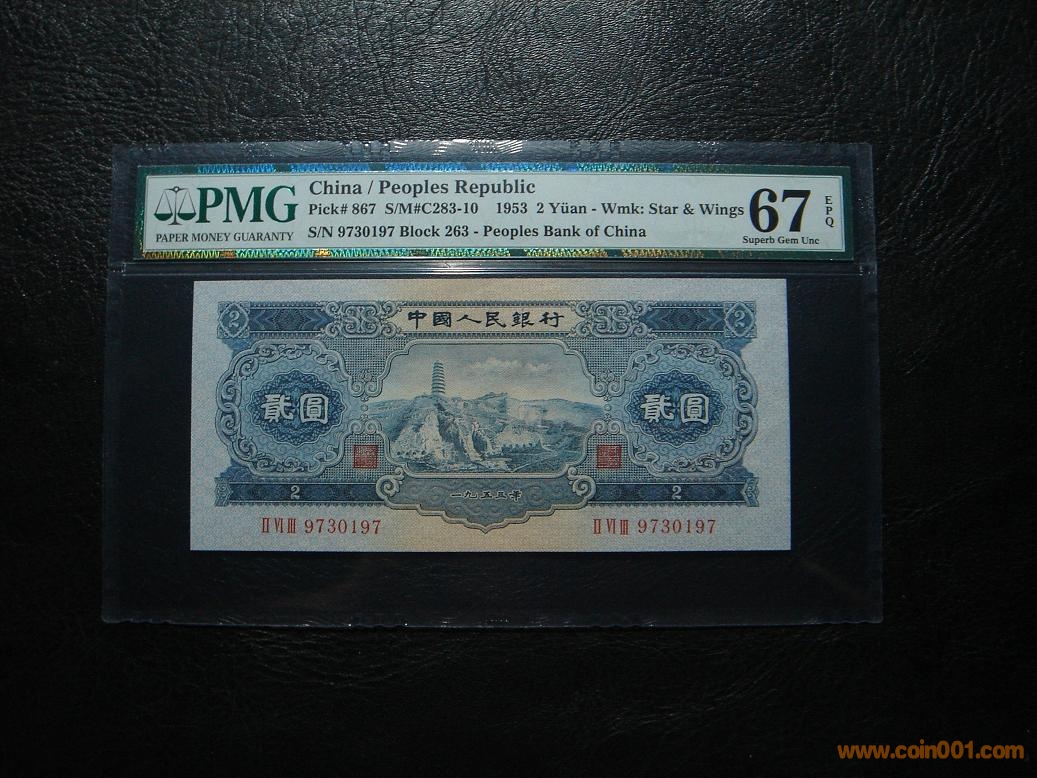 PMG
PAPER MONEY GUARANTY
China / Peoples Republic
Pick# 867 S/M#C283-10 1953 2 Yüan - Wmk: Star & Wings
S/N 9730197 Block 263 - Peoples Bank of China
67
EPQ
Superb Gem Unc
2 中國人民銀行 2
貳圓 貳圓
2 一九五三年 2
II VI III 9730197 II VI III 9730197
www.coin001.com